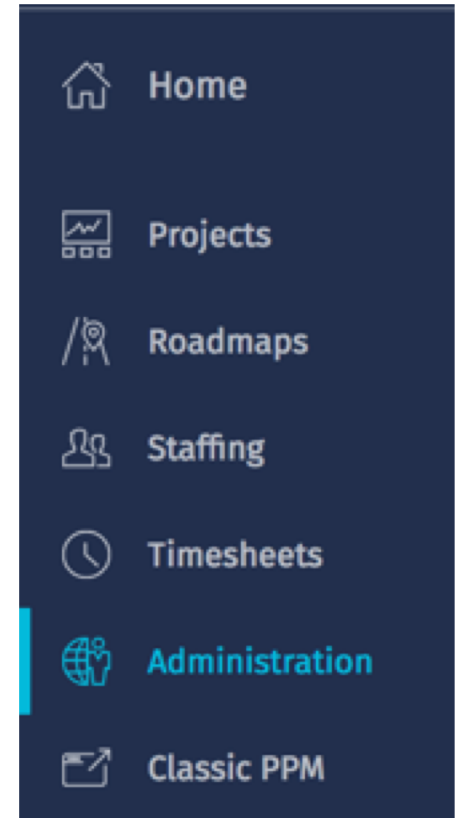 Home
Projects
Roadmaps
Staffing
Timesheets
Administration
Classic PPM